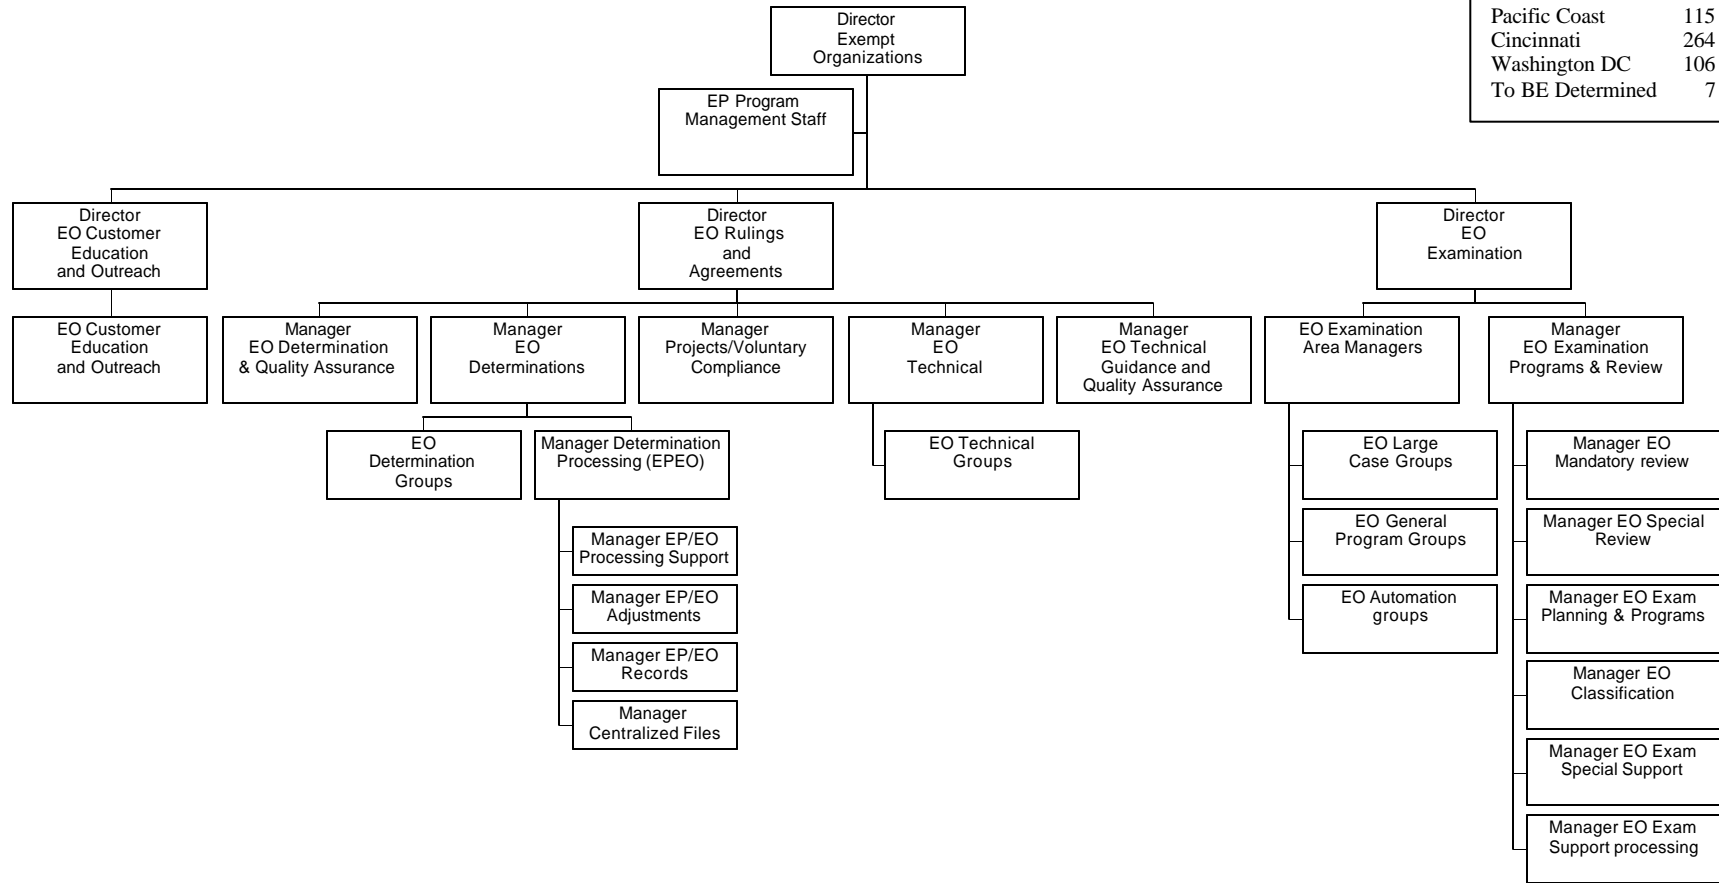 Director
Exempt
Organizations
Pacific Coast 115
Cincinnati 264
Washington DC 106
To BE Determined 7
EP Program
Management Staff
Director
EO Customer
Education
and Outreach
Director
EO Rulings
and
Agreements
Director
EO
Examination
EO Customer
Education
and Outreach
Manager
EO Determination
& Quality Assurance
Manager
EO
Determinations
Manager
Projects/Voluntary
Compliance
Manager
EO
Technical
Manager
EO Technical
Guidance and
Quality Assurance
EO Examination
Area Managers
Manager
EO Examination
Programs & Review
EO
Determination
Groups
Manager Determination
Processing (EPEO)
EO Technical
Groups
EO Large
Case Groups
Manager EO
Mandatory review
Manager EP/EO
Processing Support
EO General
Program Groups
Manager EO Special
Review
Manager EP/EO
Adjustments
EO Automation
groups
Manager EO Exam
Planning & Programs
Manager EP/EO
Records
Manager EO
Classification
Manager
Centralized Files
Manager EO Exam
Special Support
Manager EO Exam
Support processing